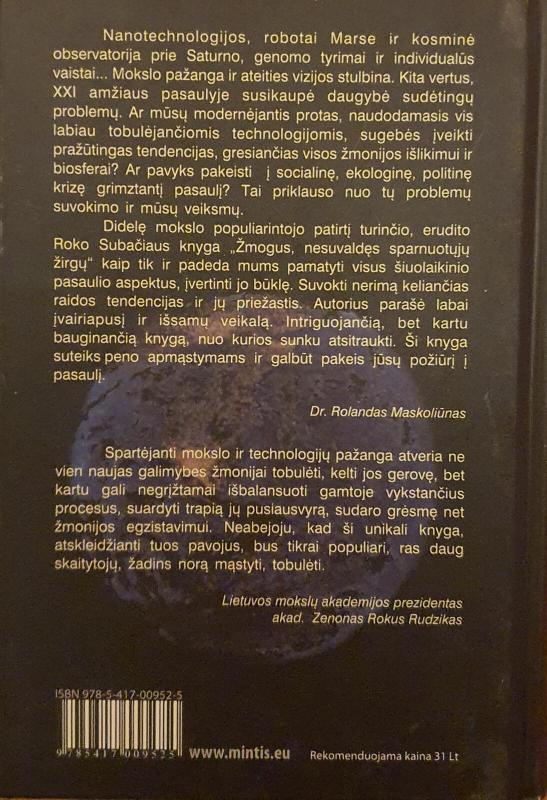 Nanotechnologijos, robotai Marse ir kosminė
observatorija prie Saturno, genomo tyrimai ir individualūs
vaistai... Mokslo pažanga ir ateities vizijos stulbina. Kita vertus,
XXI amžiaus pasaulyje susikaupė daugybė sudėtingų
problemų. Ar mūsų modernėjantis protas, naudodamasis vis
labiau tobulėjančiomis technologijomis, sugebės įveikti
pražūtingas tendencijas, gresiančias visos žmonijos išlikimui ir
biosferai? Ar pavyks pakeisti į socialinę, ekologinę, politinę
krizę grimztantį pasaulį? Tai priklauso nuo tų problemų
suvokimo ir mūsų veiksmų.
Didelę mokslo populiarintojo patirtį turinčio, erudito
Roko Subačiaus knyga „Žmogus, nesuvaldęs sparnuotųjų
žirgų“ kaip tik ir padeda mums pamatyti visus šiuolaikinio
pasaulio aspektus, įvertinti jo būklę. Suvokti nerimą keliančias
raidos tendencijas ir jų priežastis. Autorius parašė labai
įvairiapusį ir išsamų veikalą. Intriguojančią, bet kartu
bauginančią knygą, nuo kurios sunku atsitraukti. Ši knyga
suteiks peno apmąstymams ir galbūt pakeis jūsų požiūrį į
pasaulį.
Dr. Rolandas Maskoliūnas
Spartėjanti mokslo ir technologijų pažanga atveria ne
vien naujas galimybes žmonijai tobulėti, kelti jos gerovę, bet
kartu gali negrįžtamai išbalansuoti gamtoje vykstančius
procesus, suardyti trapią jų pusiausvyrą, sudaro grėsmę net
žmonijos egzistavimui. Neabejoju, kad ši unikali knyga,
atskleidžianti tuos pavojus, bus tikrai populiari, ras daug
skaitytojų, žadins norą mąstyti, tobulėti.
Lietuvos mokslų akademijos prezidentas
akad. Zenonas Rokus Rudzikas
ISBN 978-5-417-00952-5
9 785417 009525
www.mintis.eu
Rekomenduojama kaina 31 Lt